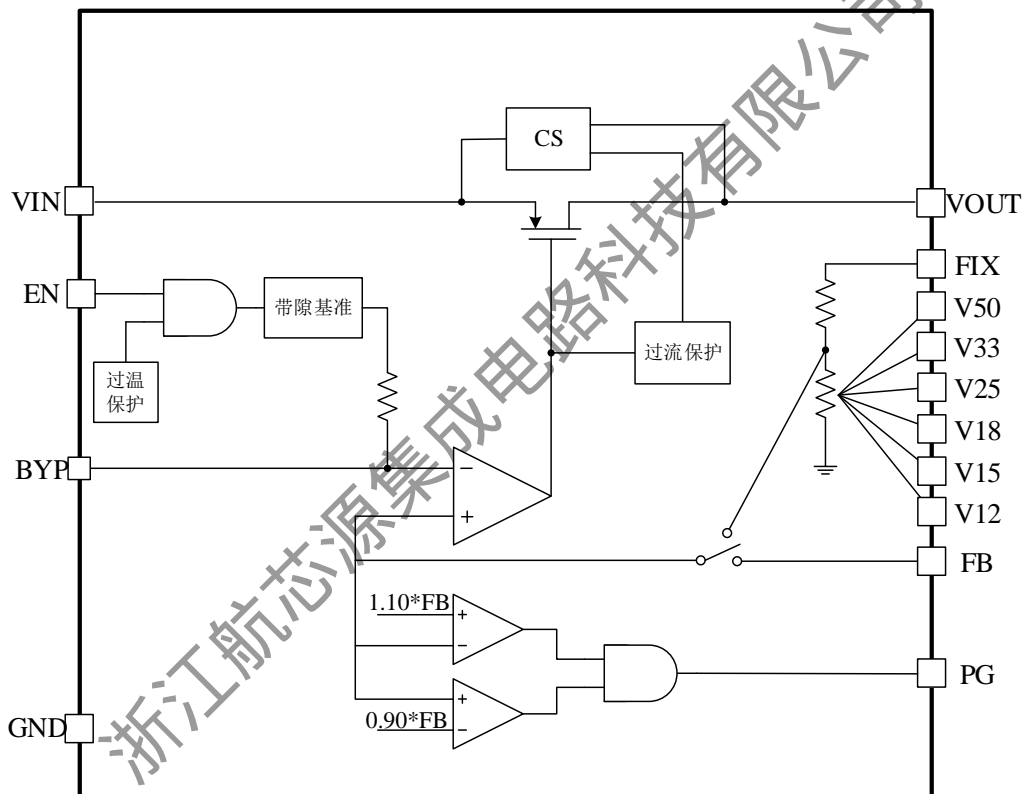 浙江航芯源集成电路科技有限公司
CS
VIN
VOUT
FIX
EN
带隙基准
V50
过流保护
V33
过温
保护
V25
V18
BYP
V15
−
+
V12
FB
1.10*FB
+
−
PG
+
0.90*FB
−
GND